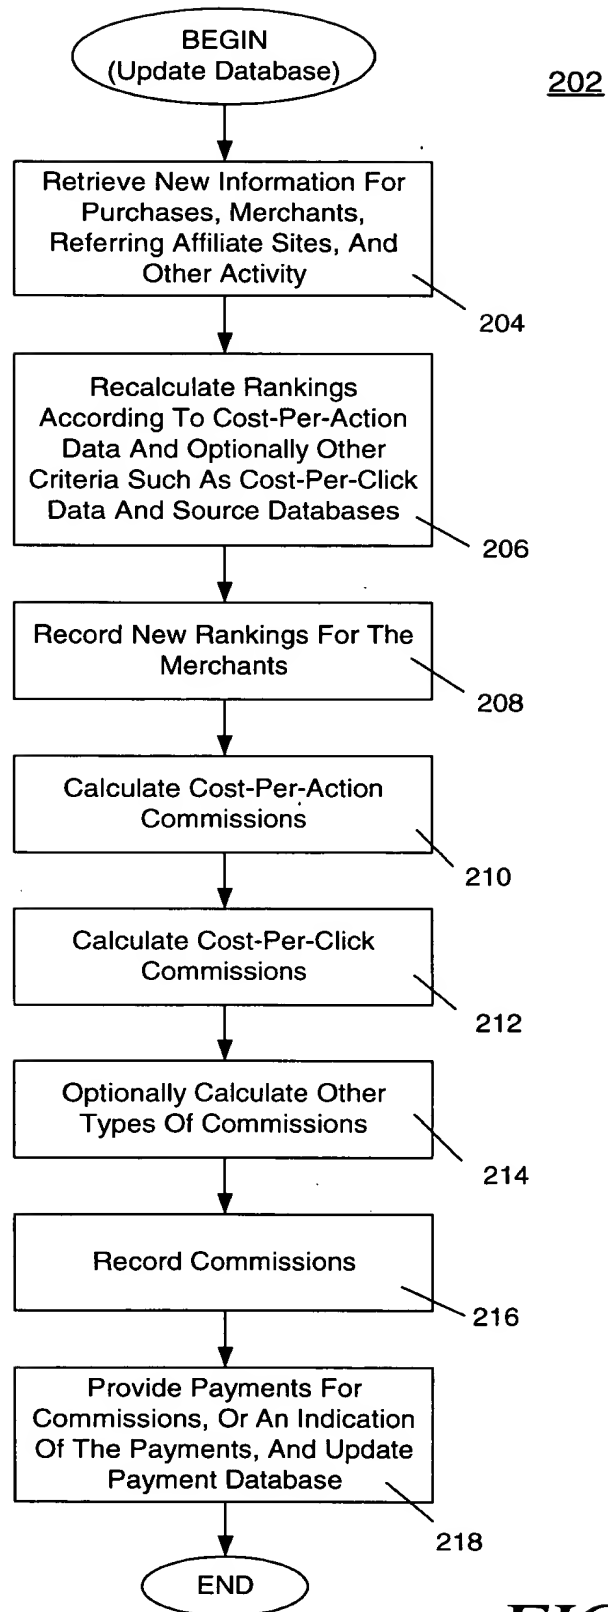 BEGIN
(Update Database)
202
Retrieve New Information For
Purchases, Merchants,
Referring Affiliate Sites, And
Other Activity
204
Recalculate Rankings
According To Cost-Per-Action
Data And Optionally Other
Criteria Such As Cost-Per-Click
Data And Source Databases
206
Record New Rankings For The
Merchants
208
Calculate Cost-Per-Action
Commissions
210
Calculate Cost-Per-Click
Commissions
212
Optionally Calculate Other
Types Of Commissions
214
Record Commissions
216
Provide Payments For
Commissions, Or An Indication
Of The Payments, And Update
Payment Database
218
END